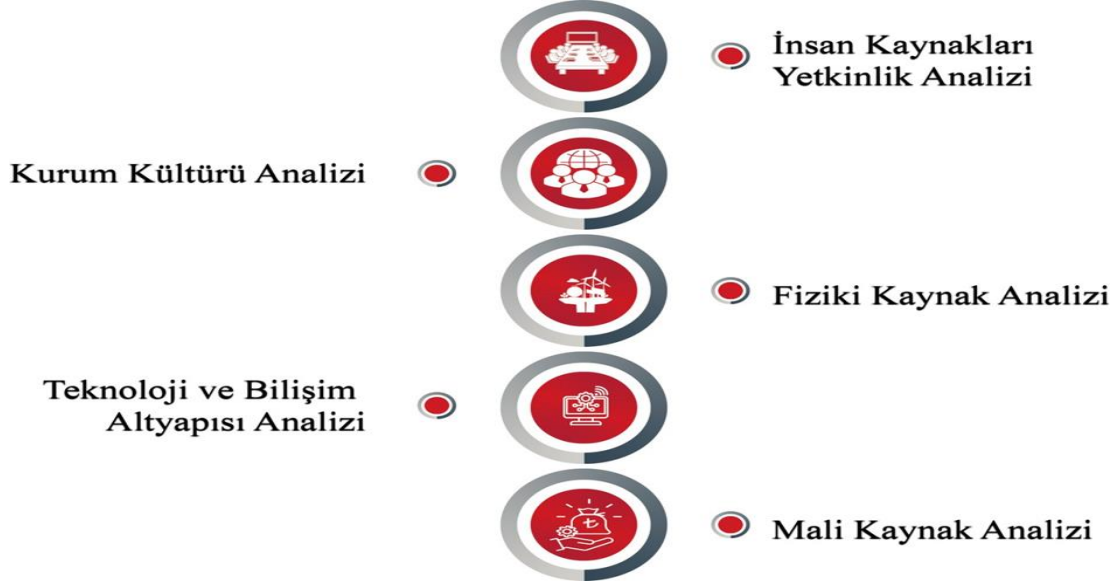 İnsan Kaynakları
Yetkinlik Analizi
Kurum Kültürü Analizi
Fiziki Kaynak Analizi
Teknoloji ve Bilişim
Altyapısı Analizi
Mali Kaynak Analizi